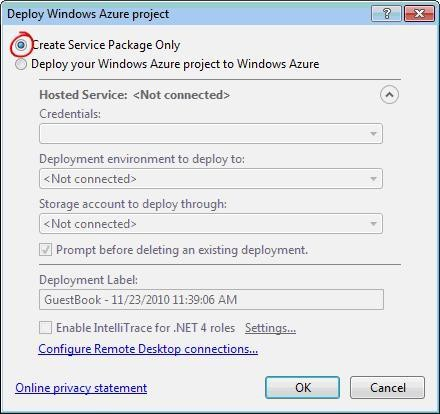 Deploy Windows Azure project
Create Service Package Only
Deploy your Windows Azure project to Windows Azure
Hosted Service: <Not connected>
Credentials:
Deployment environment to deploy to:
<Not connected>
Storage account to deploy through:
<Not connected>
Prompt before deleting an existing deployment.
Deployment Label:
GuestBook - 11/23/2010 11:39:06 AM
Enable IntelliTrace for .NET 4 roles Settings...
Configure Remote Desktop connections...
Online privacy statement OK Cancel